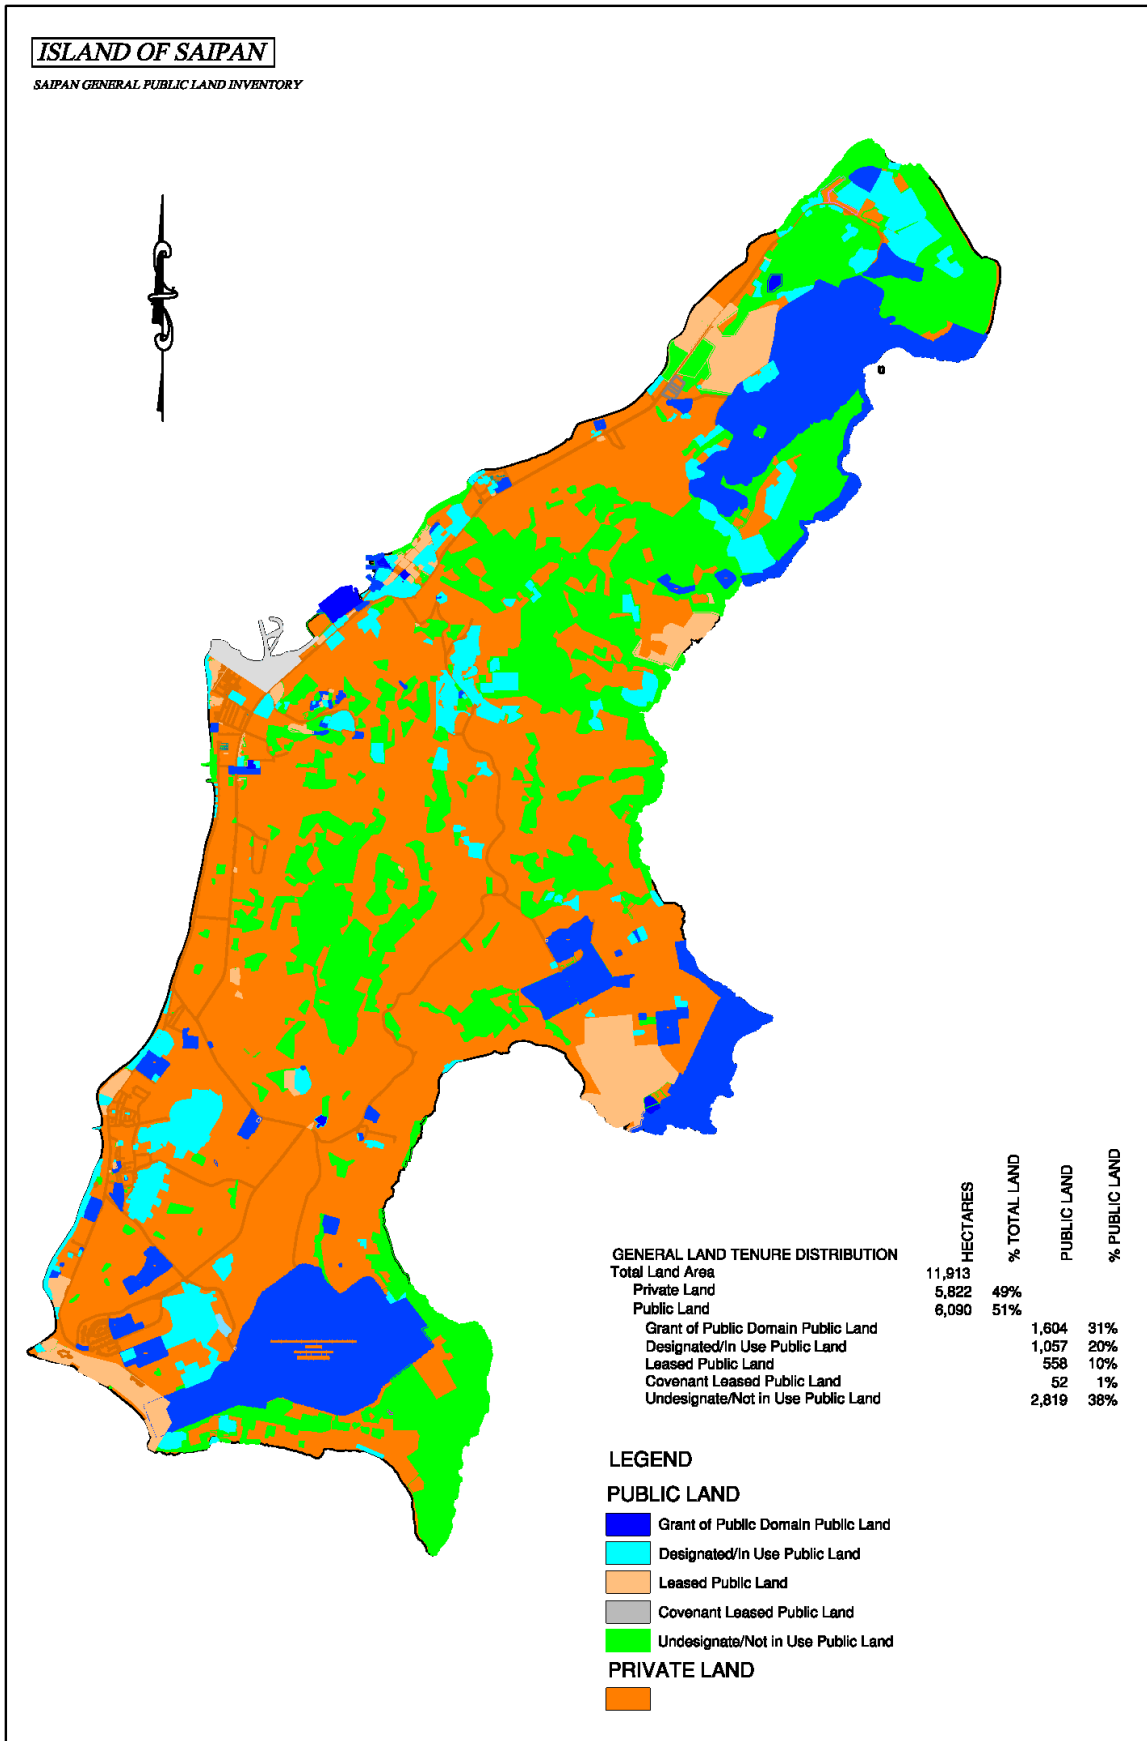 ISLAND OF SAIPAN
SAIPAN GENERAL PUBLIC LAND INVENTORY
HECTARES
% TOTAL LAND
PUBLIC LAND
% PUBLIC LAND
GENERAL LAND TENURE DISTRIBUTION
Total Land Area 11,913
Private Land 5,822 49%
Public Land 6,090 51%
Grant of Public Domain Public Land 1,604 31%
Designated/In Use Public Land 1,057 20%
Leased Public Land 558 10%
Covenant Leased Public Land 52 1%
Undesignate/Not in Use Public Land 2,819 38%
LEGEND
PUBLIC LAND
Grant of Public Domain Public Land
Designated/In Use Public Land
Leased Public Land
Covenant Leased Public Land
Undesignate/Not in Use Public Land
PRIVATE LAND